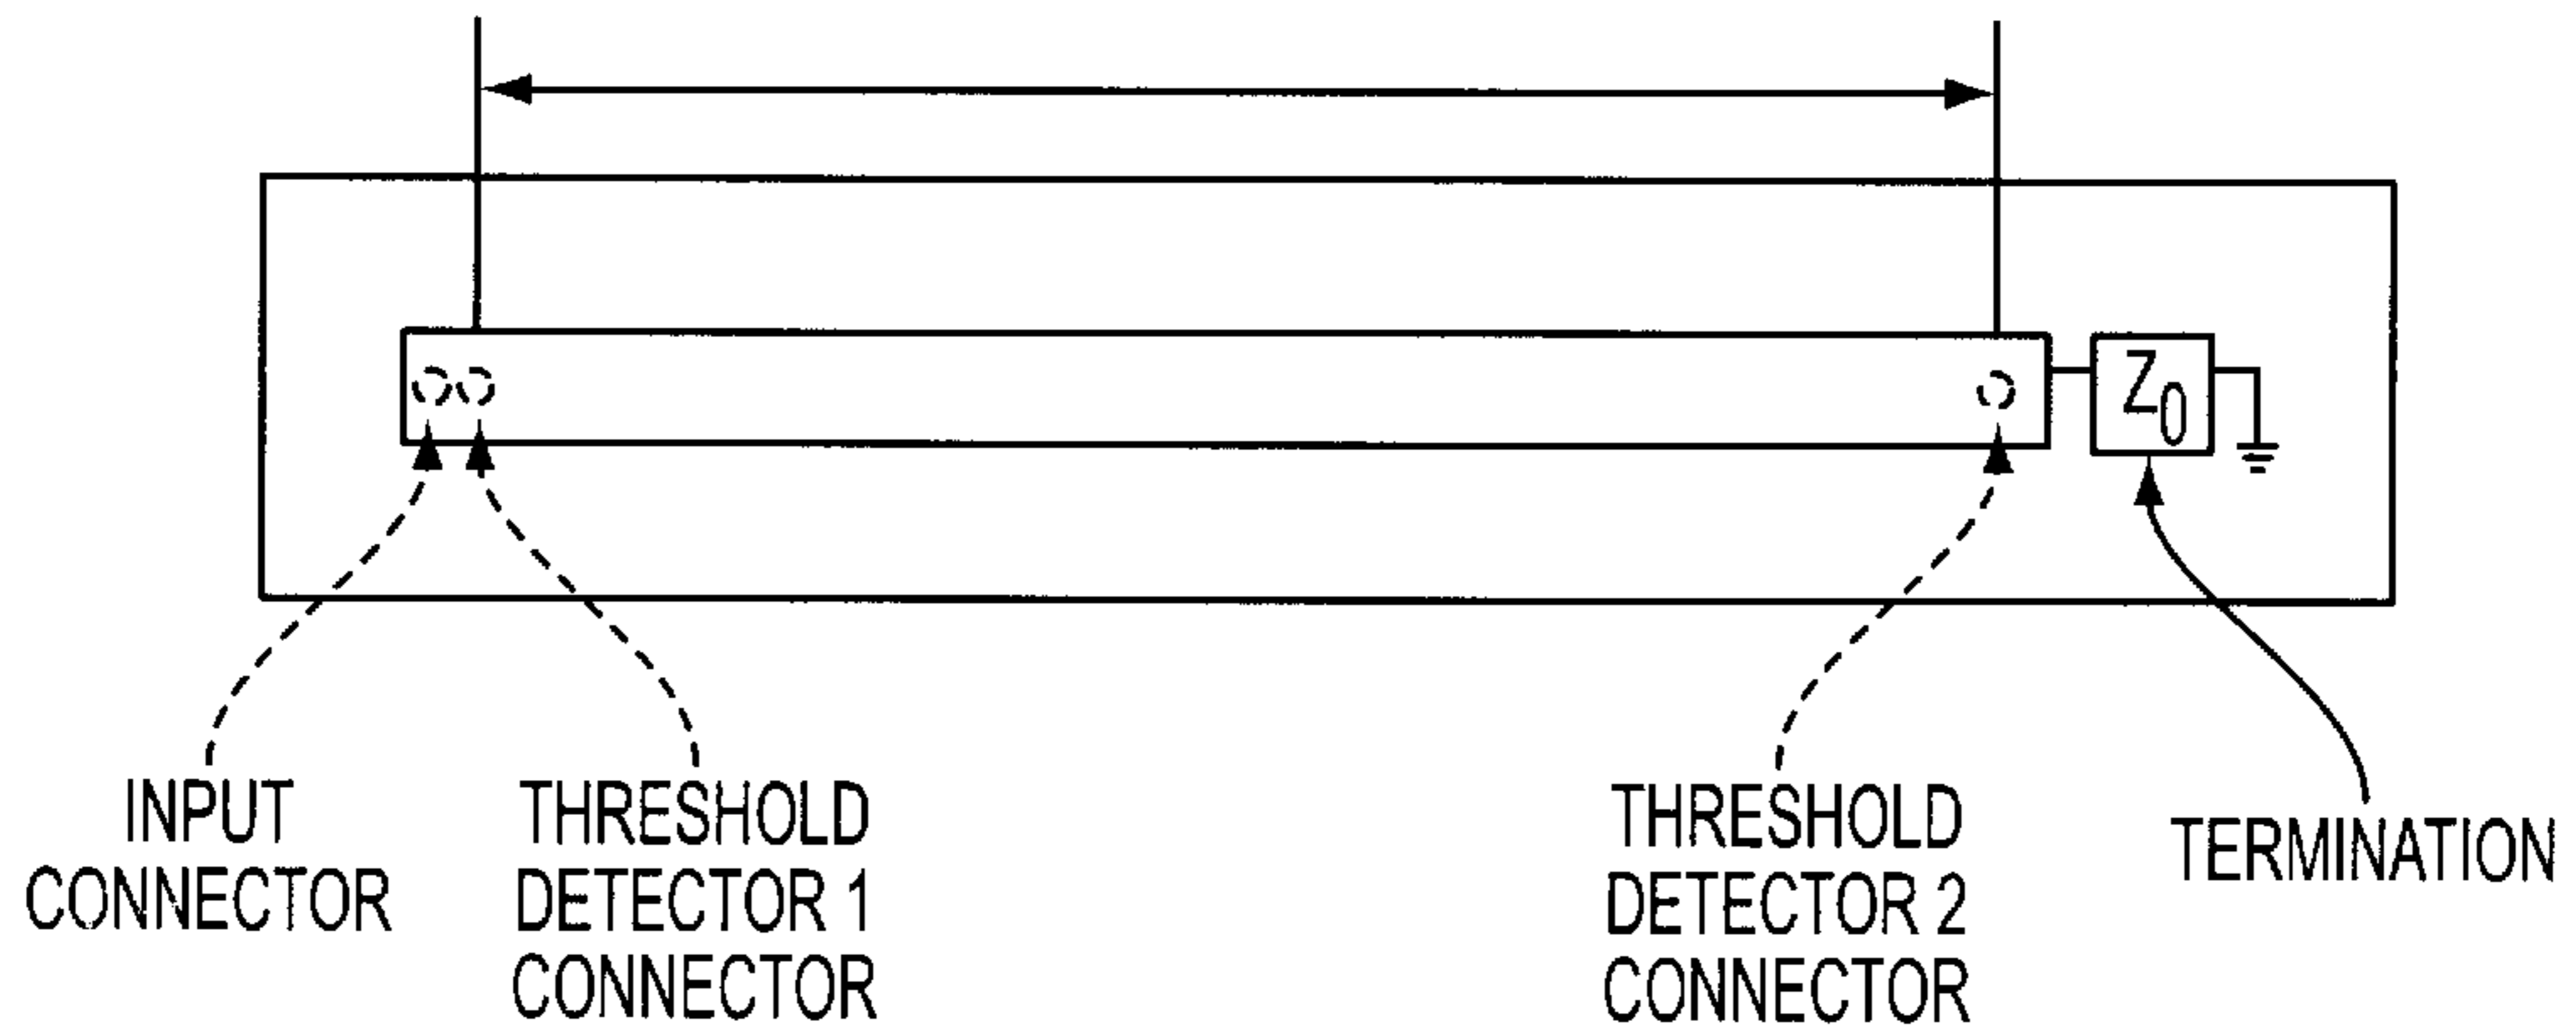 Z0
INPUT
CONNECTOR
THRESHOLD
DETECTOR 1
CONNECTOR
THRESHOLD
DETECTOR 2
CONNECTOR
TERMINATION